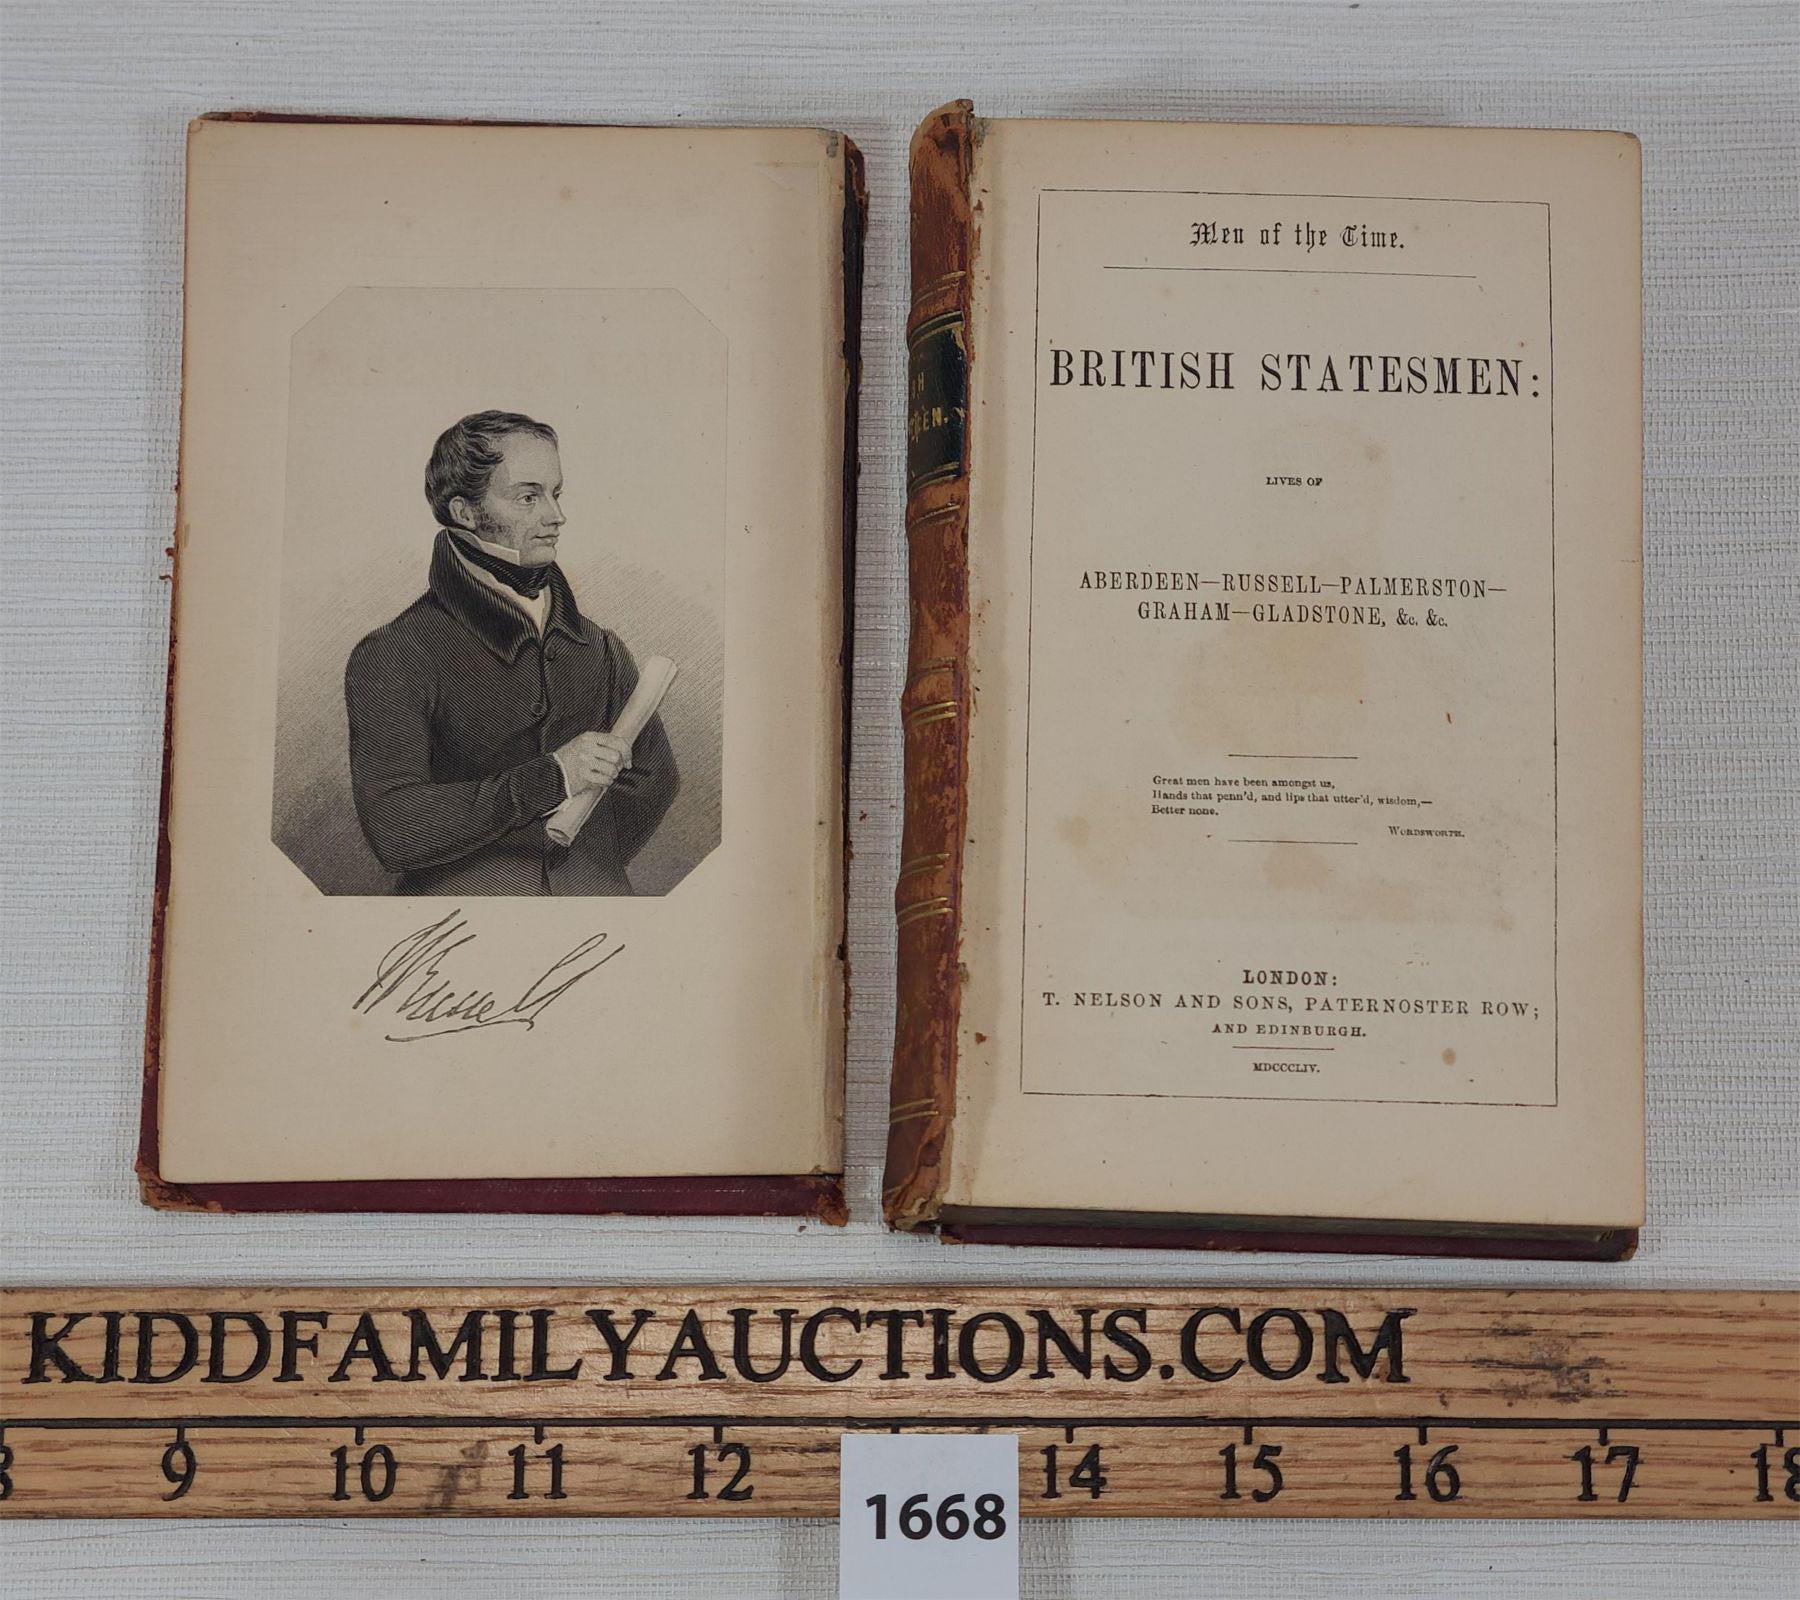 J Russell
Men of the Time.
BRITISH STATESMEN:
LIVES OF
ABERDEEN—RUSSELL—PALMERSTON—
GRAHAM—GLADSTONE, &c. &c.
Great men have been amongst us,
Hands that penn'd, and lips that utter'd, wisdom,—
Better none.
WORDSWORTH.
LONDON:
T. NELSON AND SONS, PATERNOSTER ROW;
AND EDINBURGH.
MDCCCLIV.
KIDDFAMILYAUCTIONS.COM
8 9 10 11 12 14 15 16 17 18
1668